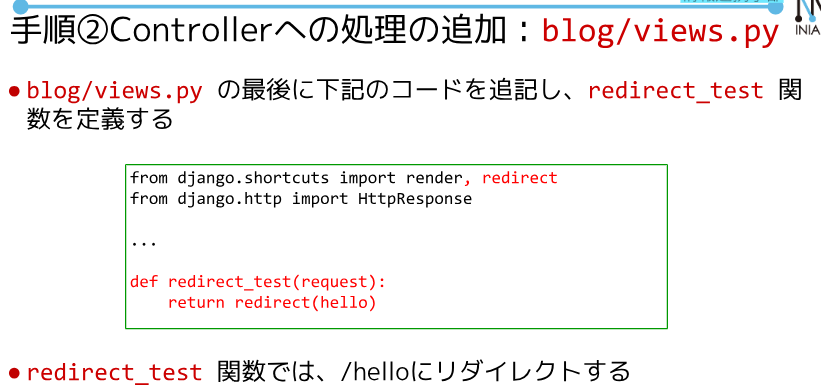 手順②Controllerへの処理の追加：blog/views.py
INIA
●blog/views.py の最後に下記のコードを追記し、redirect_test 関
数を定義する
from django.shortcuts import render, redirect
from django.http import HttpResponse
...
def redirect_test(request):
    return redirect(hello)
●redirect_test 関数では、/helloにリダイレクトする